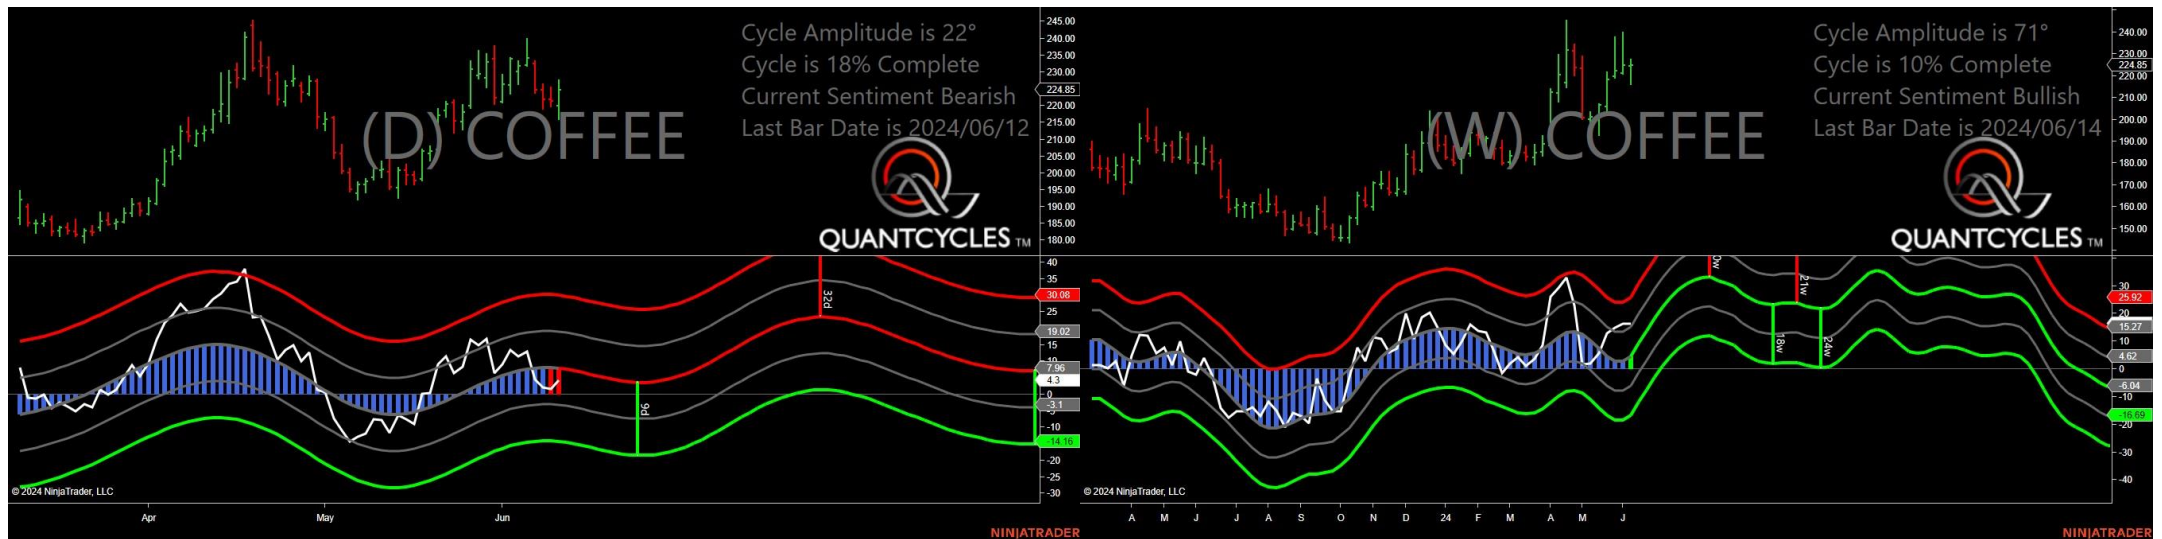 Cycle Amplitude is 22°
Cycle is 18% Complete
Current Sentiment Bearish
Last Bar Date is 2024/06/12
(D) COFFEE
QUANTCYCLES TM
245.00
240.00
235.00
230.00
224.85
220.00
215.00
210.00
205.00
200.00
195.00
190.00
185.00
180.00
40
35
30.08
25
19.02
15
10
7.96
4.3
0
-3.1
-5
-10
-14.16
-20
-25
-30
32d
9d
© 2024 NinjaTrader, LLC
Apr
May
Jun
NINJATRADER
Cycle Amplitude is 71°
Cycle is 10% Complete
Current Sentiment Bullish
Last Bar Date is 2024/06/14
(W) COFFEE
QUANTCYCLES TM
240.00
230.00
224.85
220.00
210.00
200.00
190.00
180.00
170.00
160.00
150.00
30
25.92
20
15.27
10
4.62
0
-6.04
-10
-16.69
-20
-30
-40
21w
18w
24w
© 2024 NinjaTrader, LLC
A M J J A S O N D 24 F M A M J
NINJATRADER